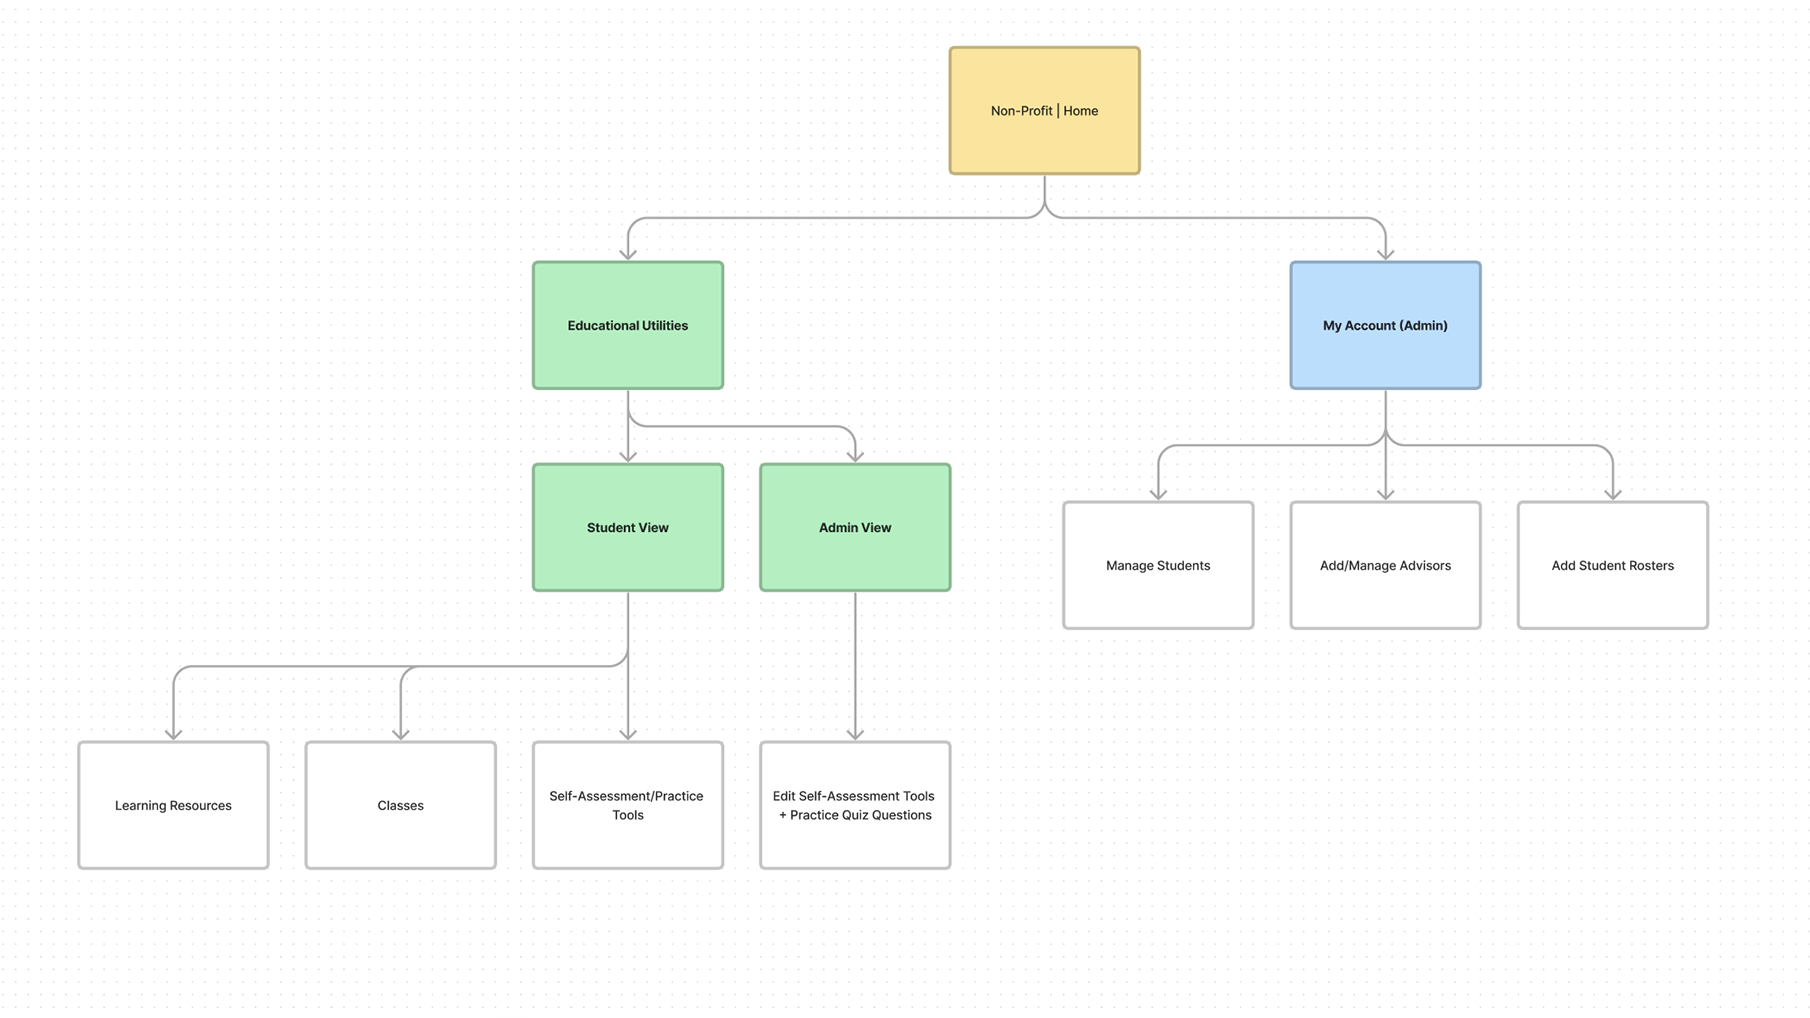 Non-Profit | Home
Educational Utilities
My Account (Admin)
Student View
Admin View
Manage Students
Add/Manage Advisors
Add Student Rosters
Learning Resources
Classes
Self-Assessment/Practice
Tools
Edit Self-Assessment Tools
+ Practice Quiz Questions